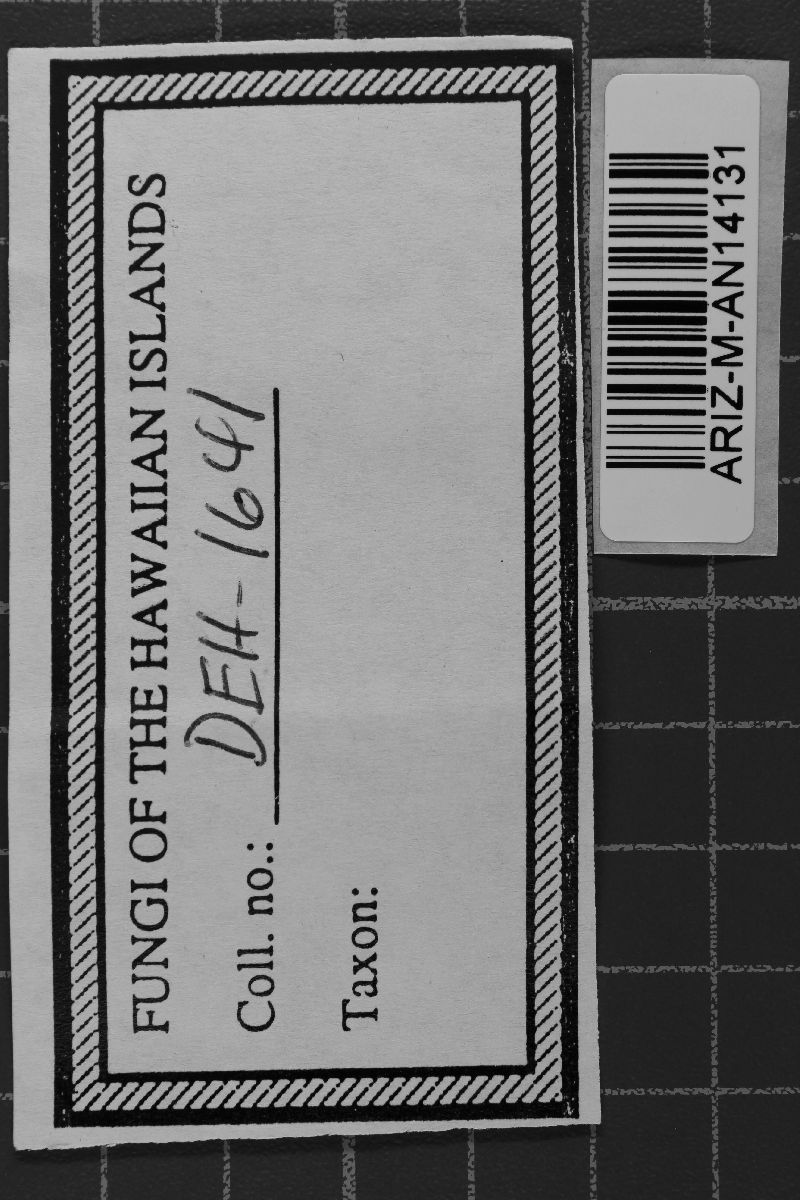 FUNGI OF THE HAWAIIAN ISLANDS
Coll. no.: DEH-1641
Taxon:
ARIZ-M-AN14131